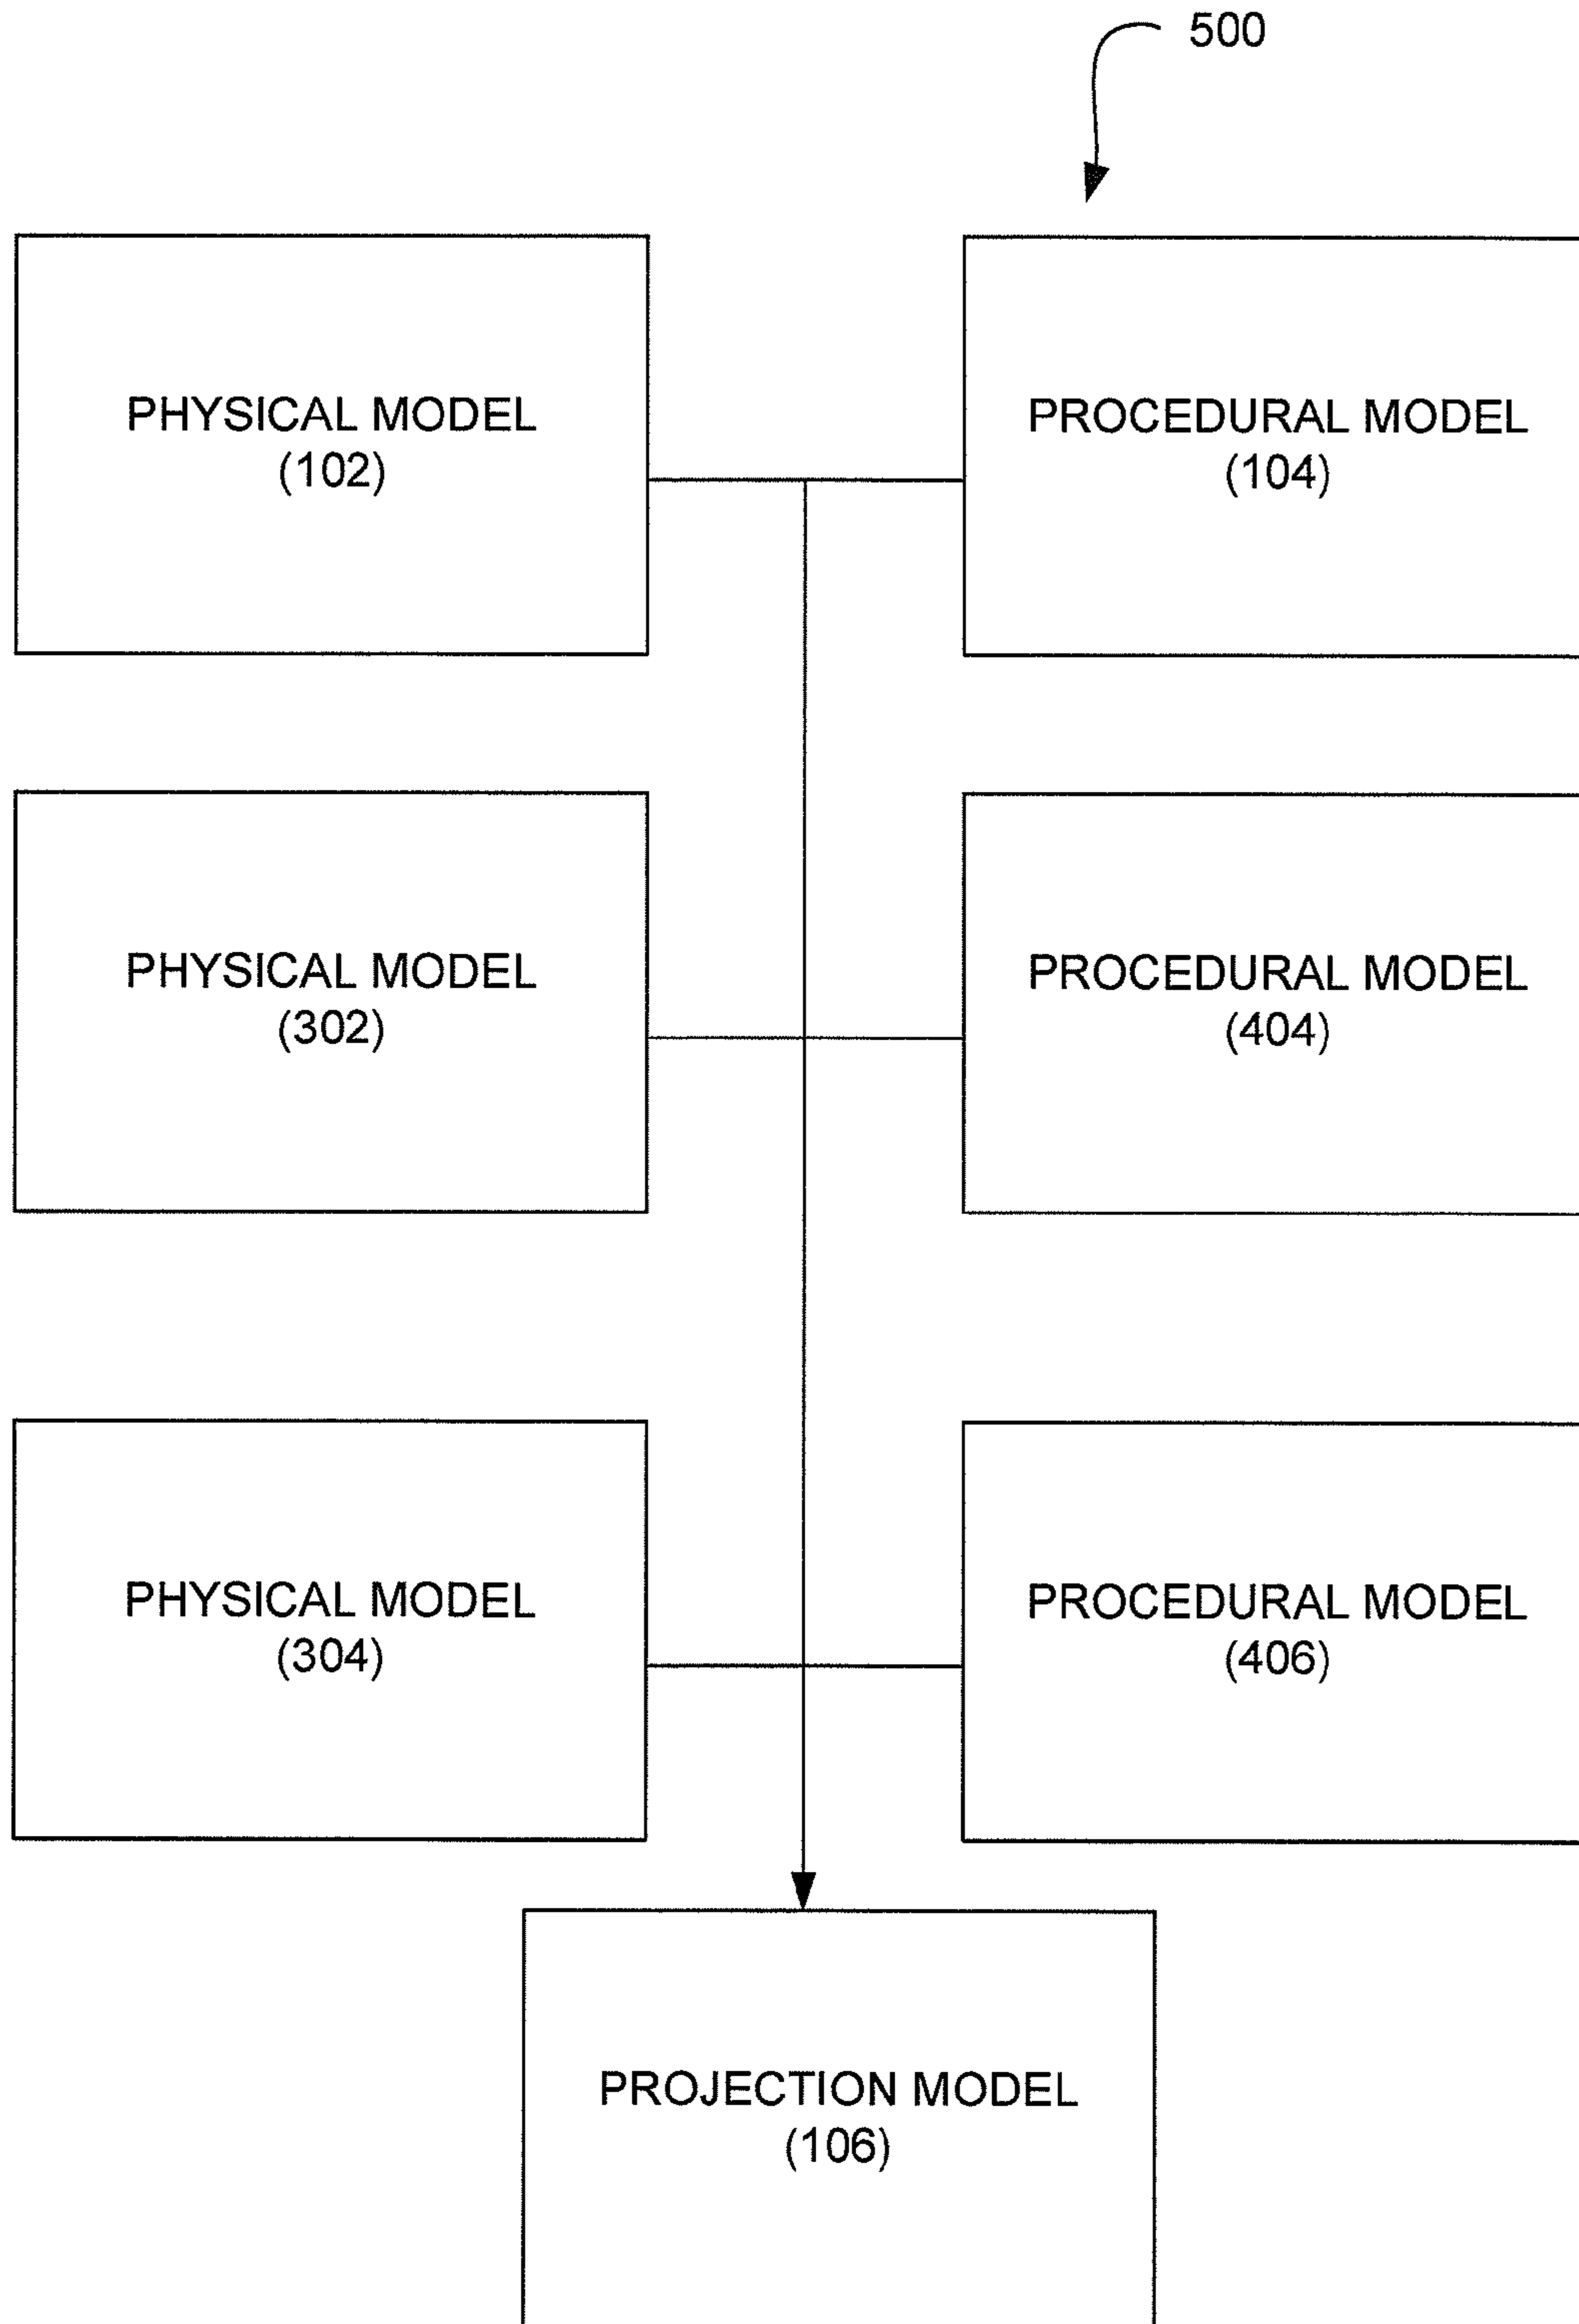 500
PHYSICAL MODEL
(102)
PROCEDURAL MODEL
(104)
PHYSICAL MODEL
(302)
PROCEDURAL MODEL
(404)
PHYSICAL MODEL
(304)
PROCEDURAL MODEL
(406)
PROJECTION MODEL
(106)